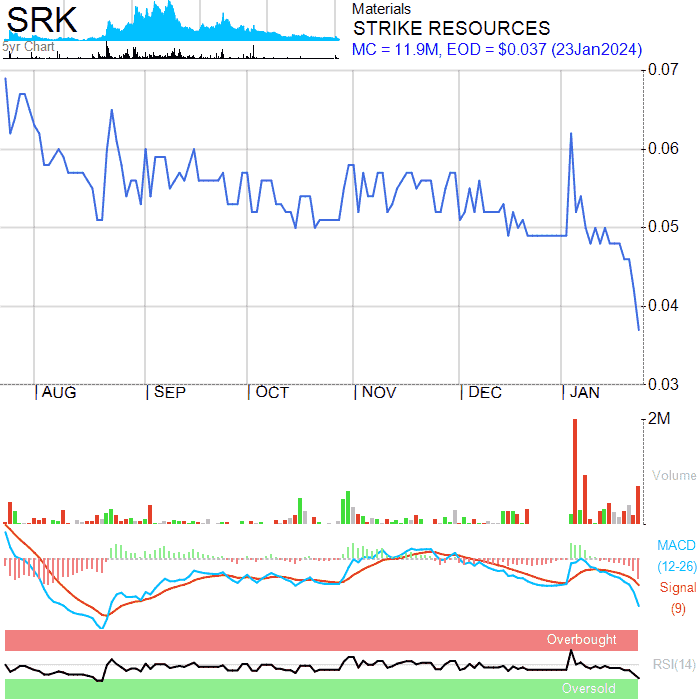 SRK
5yr Chart
Materials
STRIKE RESOURCES
MC = 11.9M, EOD = $0.037 (23Jan2024)
0.07
0.06
0.05
0.04
0.03
AUG SEP OCT NOV DEC JAN
2M
Volume
MACD
(12-26)
Signal
(9)
Overbought
RSI(14)
Oversold